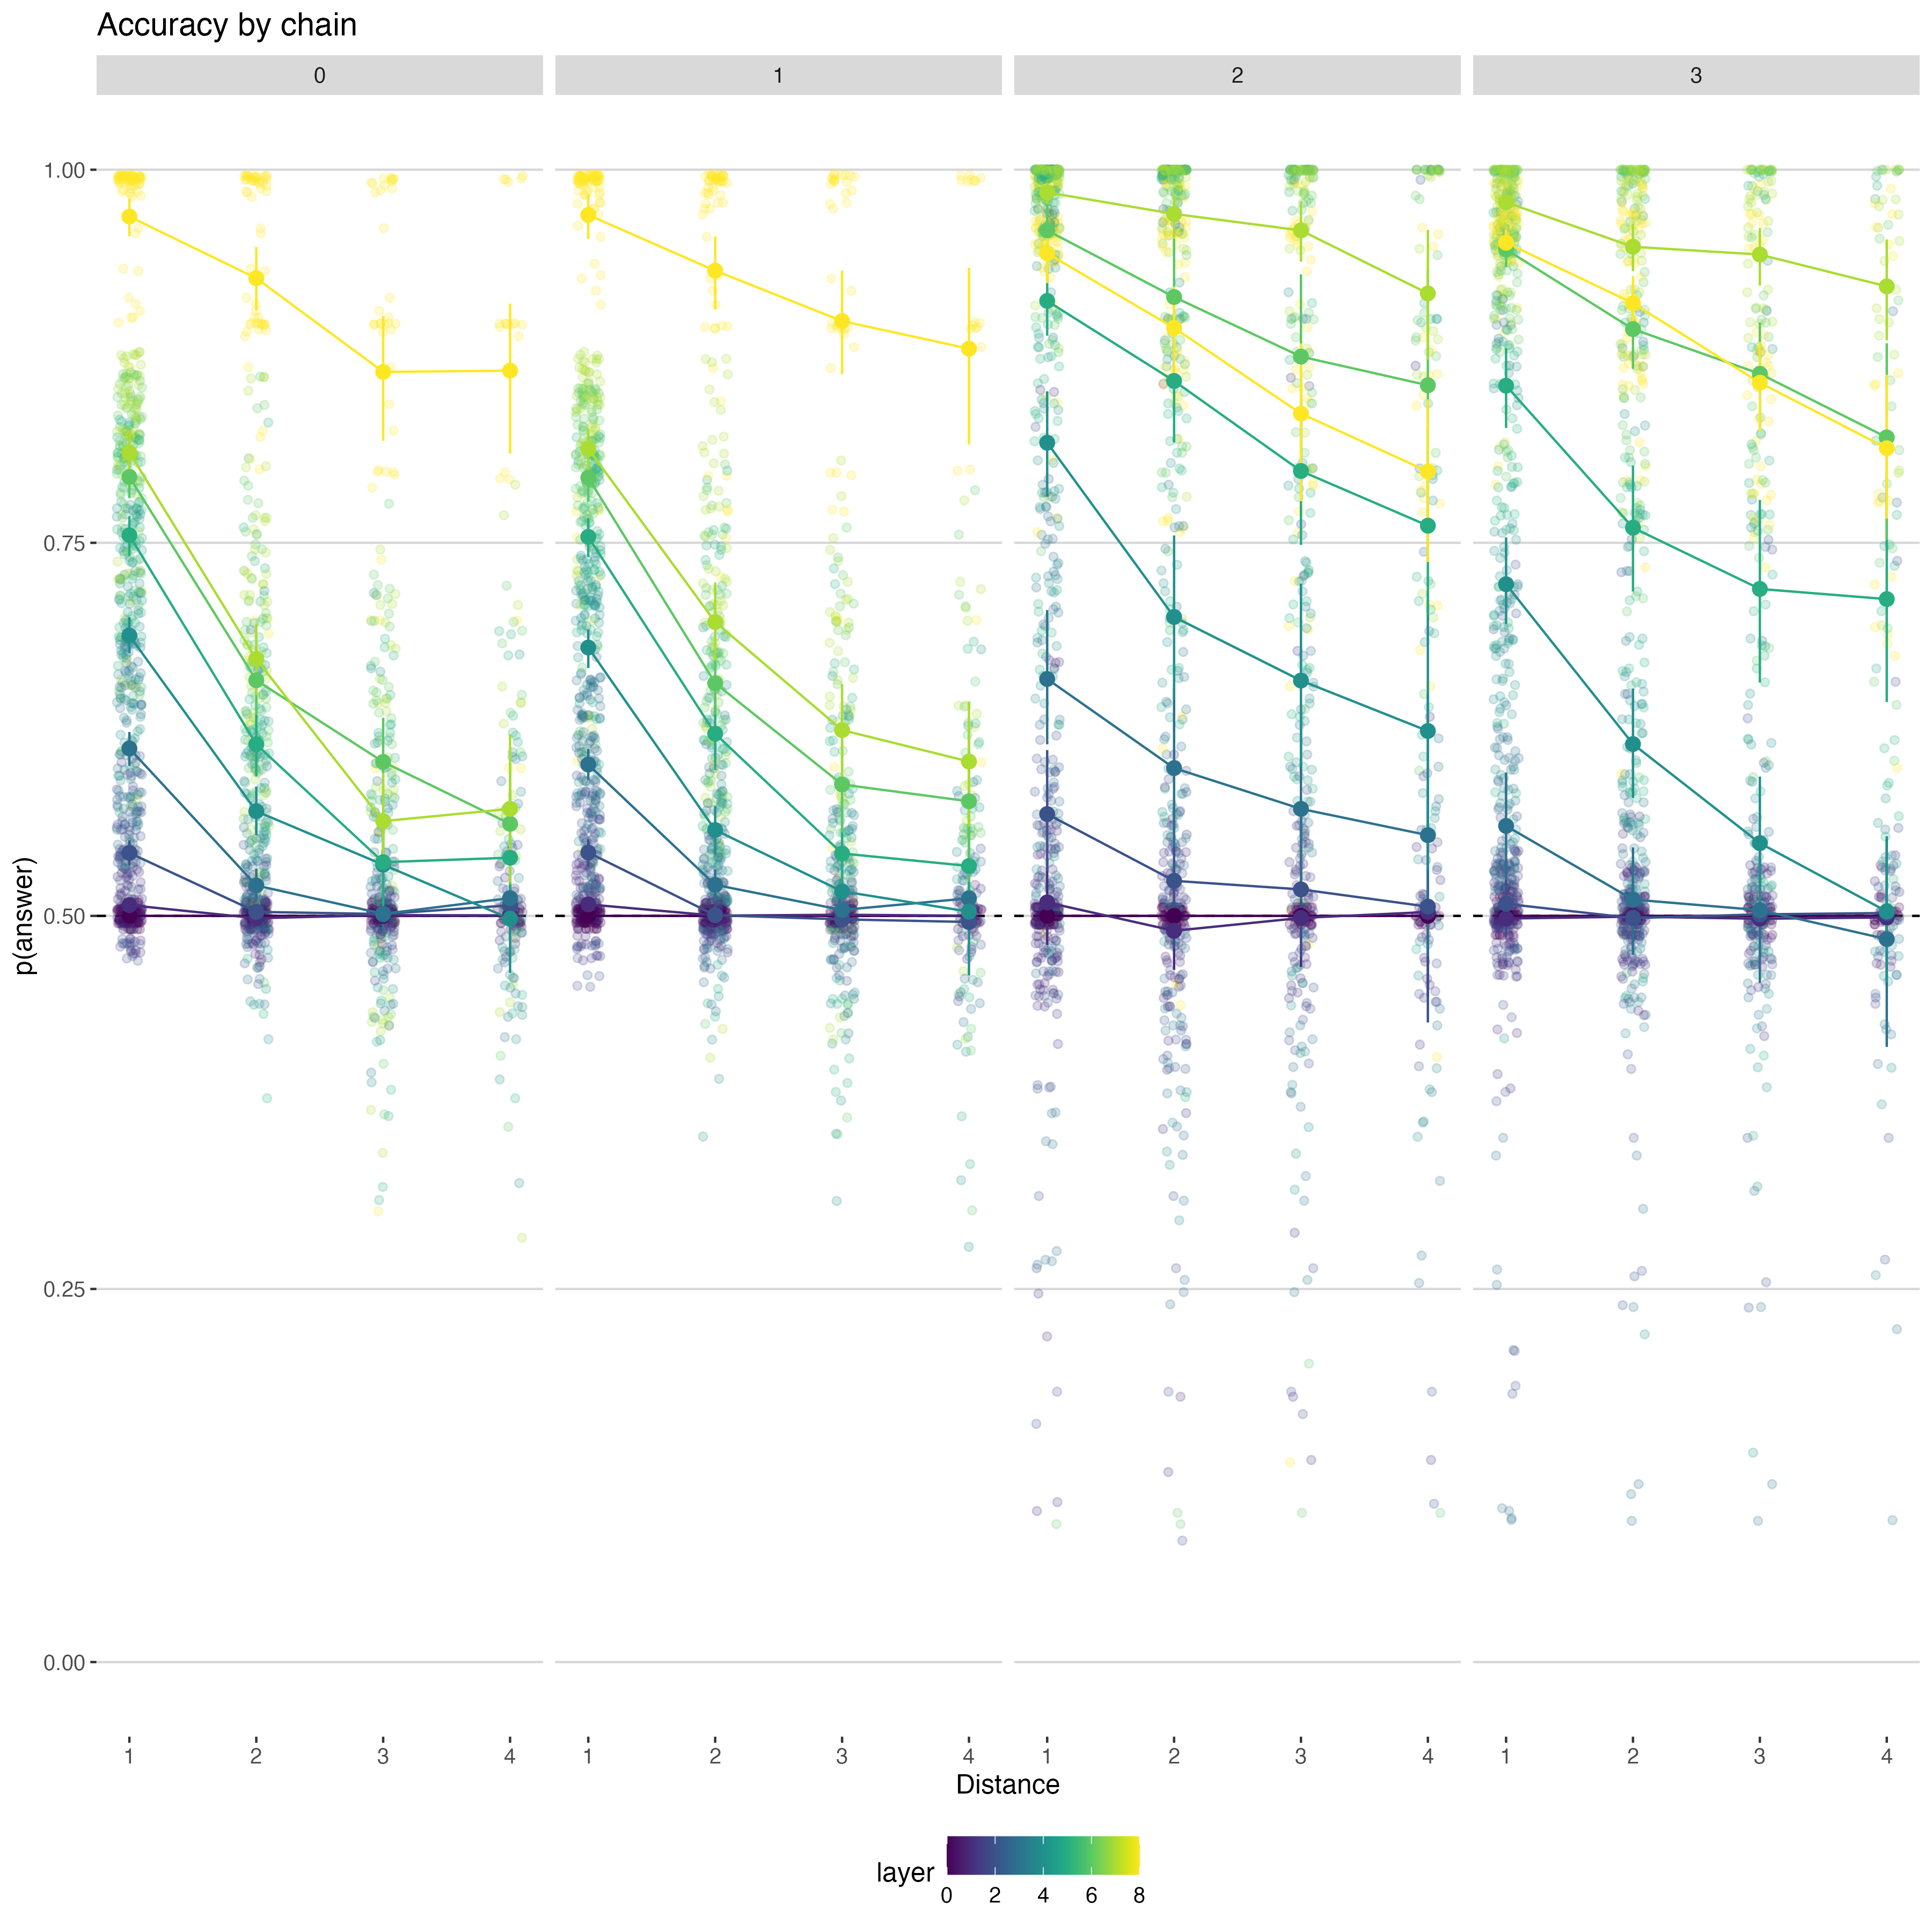 Accuracy by chain
0 1 2 3
1.00
0.75
0.50
0.25
0.00
p(answer)
1 2 3 4 1 2 3 4 1 2 3 4 1 2 3 4
Distance
layer
0 2 4 6 8